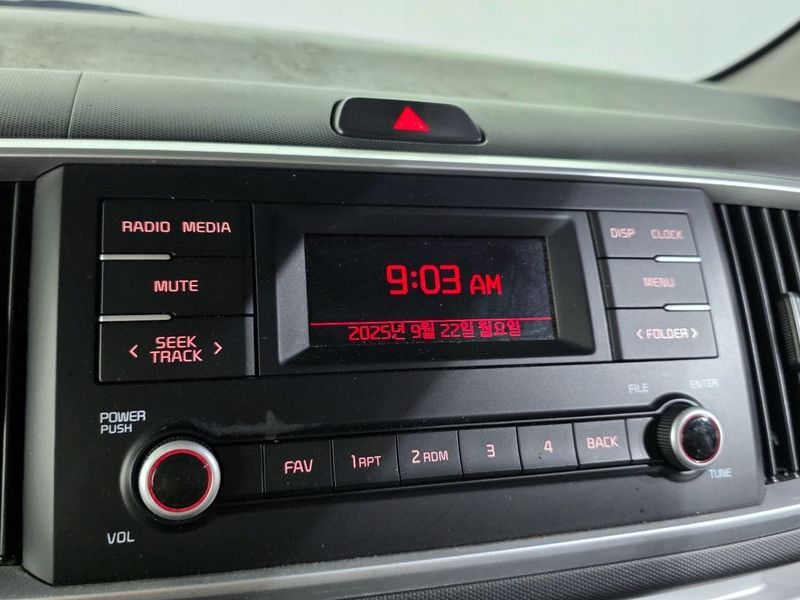 RADIO MEDIA
MUTE
< SEEK TRACK >
9:03 AM
2025년 9월 22일 월요일
DISP CLOCK
MENU
< FOLDER >
POWER
PUSH
VOL
FAV
1 RPT
2 RDM
3
4
BACK
FILE
ENTER
TUNE